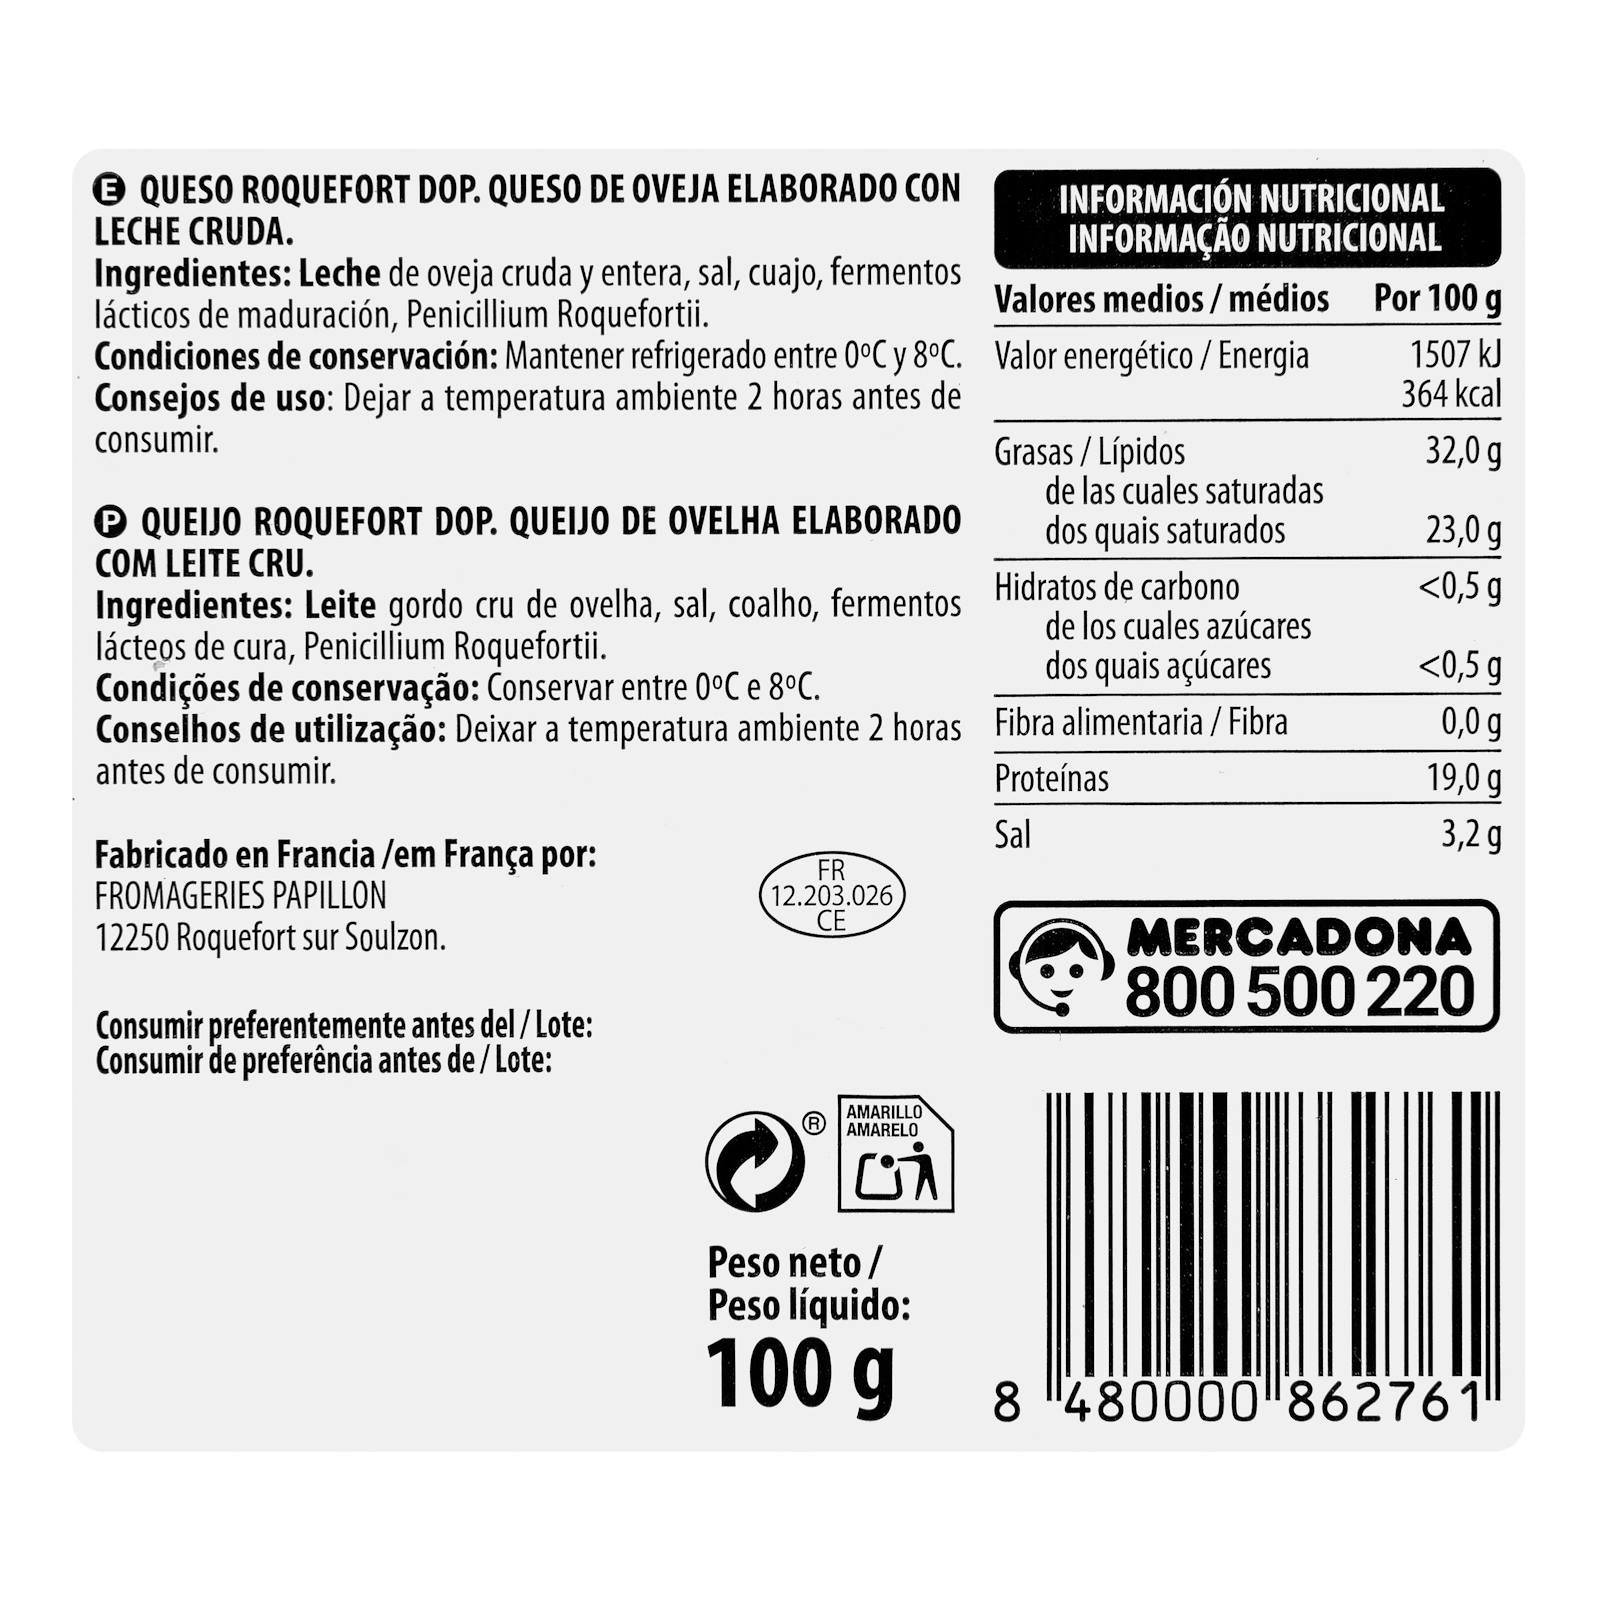 E QUESO ROQUEFORT DOP. QUESO DE OVEJA ELABORADO CON
LECHE CRUDA.
Ingredientes: Leche de oveja cruda y entera, sal, cuajo, fermentos
lácticos de maduración, Penicillium Roquefortii.
Condiciones de conservación: Mantener refrigerado entre 0ºC y 8ºC.
Consejos de uso: Dejar a temperatura ambiente 2 horas antes de
consumir.
P QUEIJO ROQUEFORT DOP. QUEIJO DE OVELHA ELABORADO
COM LEITE CRU.
Ingredientes: Leite gordo cru de ovelha, sal, coalho, fermentos
lácteos de cura, Penicillium Roquefortii.
Condições de conservação: Conservar entre 0ºC e 8ºC.
Conselhos de utilização: Deixar a temperatura ambiente 2 horas
antes de consumir.
Fabricado en Francia /em França por:
FROMAGERIES PAPILLON
12250 Roquefort sur Soulzon.
FR
12.203.026
CE
Consumir preferentemente antes del / Lote:
Consumir de preferência antes de / Lote:
®
AMARILLO
AMARELO
Peso neto /
Peso líquido:
100 g
INFORMACIÓN NUTRICIONAL
INFORMAÇÃO NUTRICIONAL
Valores medios / médios Por 100 g
Valor energético / Energia 1507 kJ
364 kcal
Grasas / Lípidos 32,0 g
de las cuales saturadas
dos quais saturados 23,0 g
Hidratos de carbono <0,5 g
de los cuales azúcares
dos quais açúcares <0,5 g
Fibra alimentaria / Fibra 0,0 g
Proteínas 19,0 g
Sal 3,2 g
MERCADONA
800 500 220
8 480000 862761